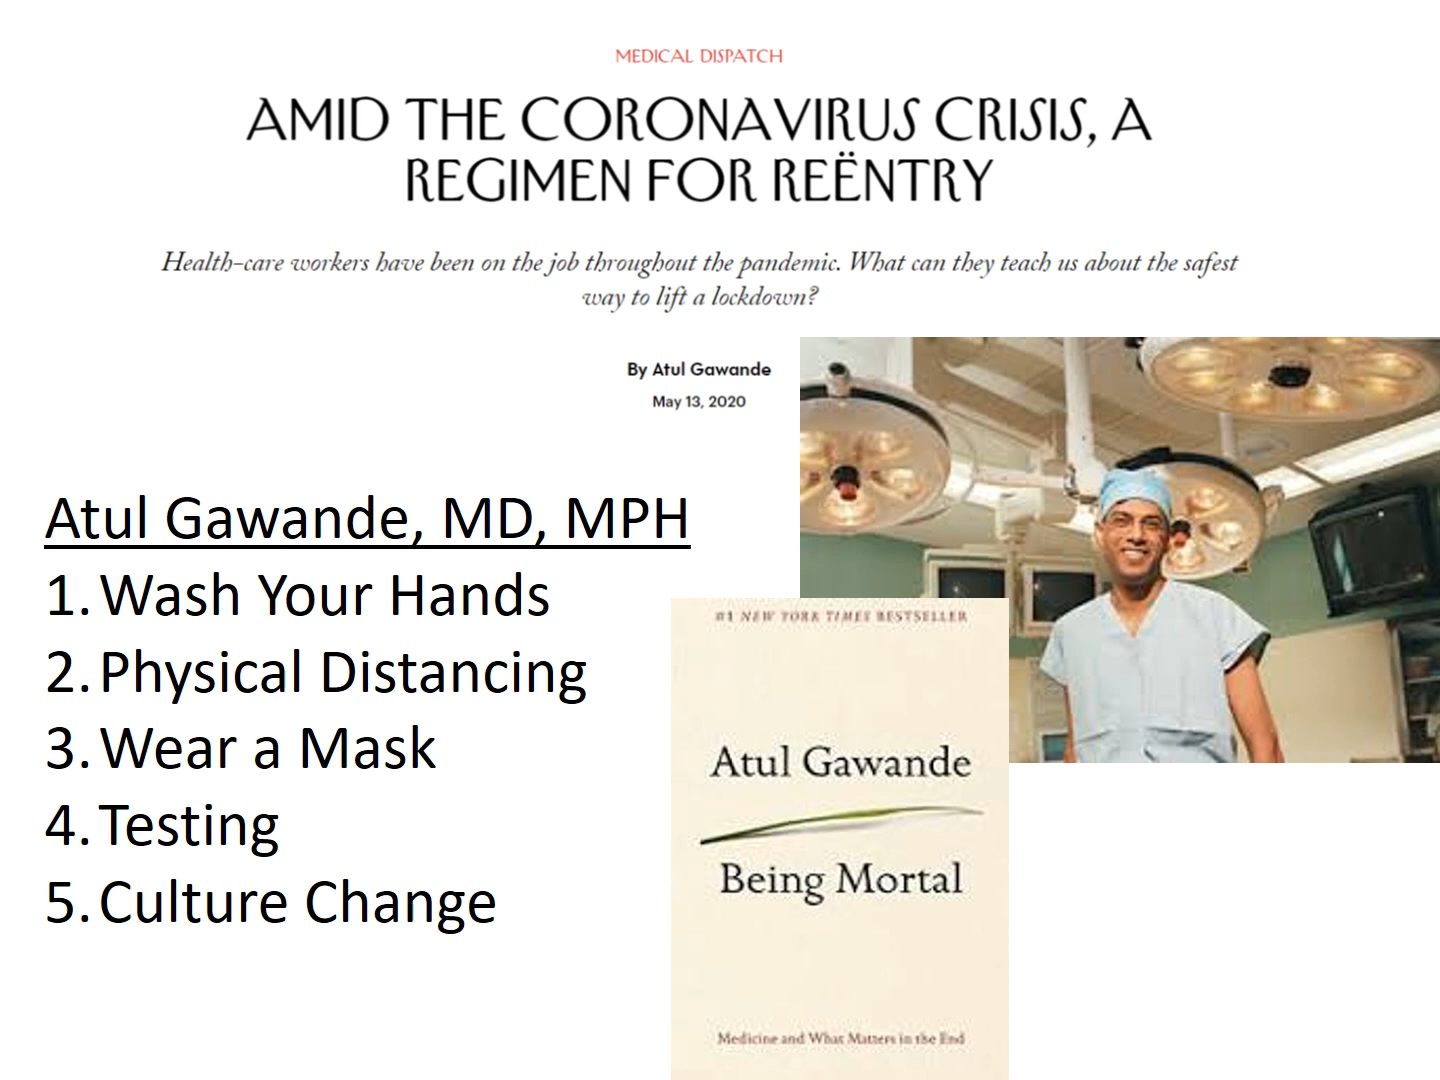 MEDICAL DISPATCH
AMID THE CORONAVIRUS CRISIS, A
REGIMEN FOR REËNTRY
Health-care workers have been on the job throughout the pandemic. What can they teach us about the safest
way to lift a lockdown?
By Atul Gawande
May 13, 2020
Atul Gawande, MD, MPH
1. Wash Your Hands
2. Physical Distancing
3. Wear a Mask
4. Testing
5. Culture Change
#1 NEW YORK TIMES BESTSELLER
Atul Gawande
Being Mortal
Medicine and What Matters in the End